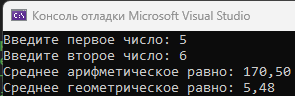 Консоль отладки Microsoft Visual Studio
Введите первое число: 5
Введите второе число: 6
Среднее арифметическое равно: 170,50
Среднее геометрическое равно: 5,48